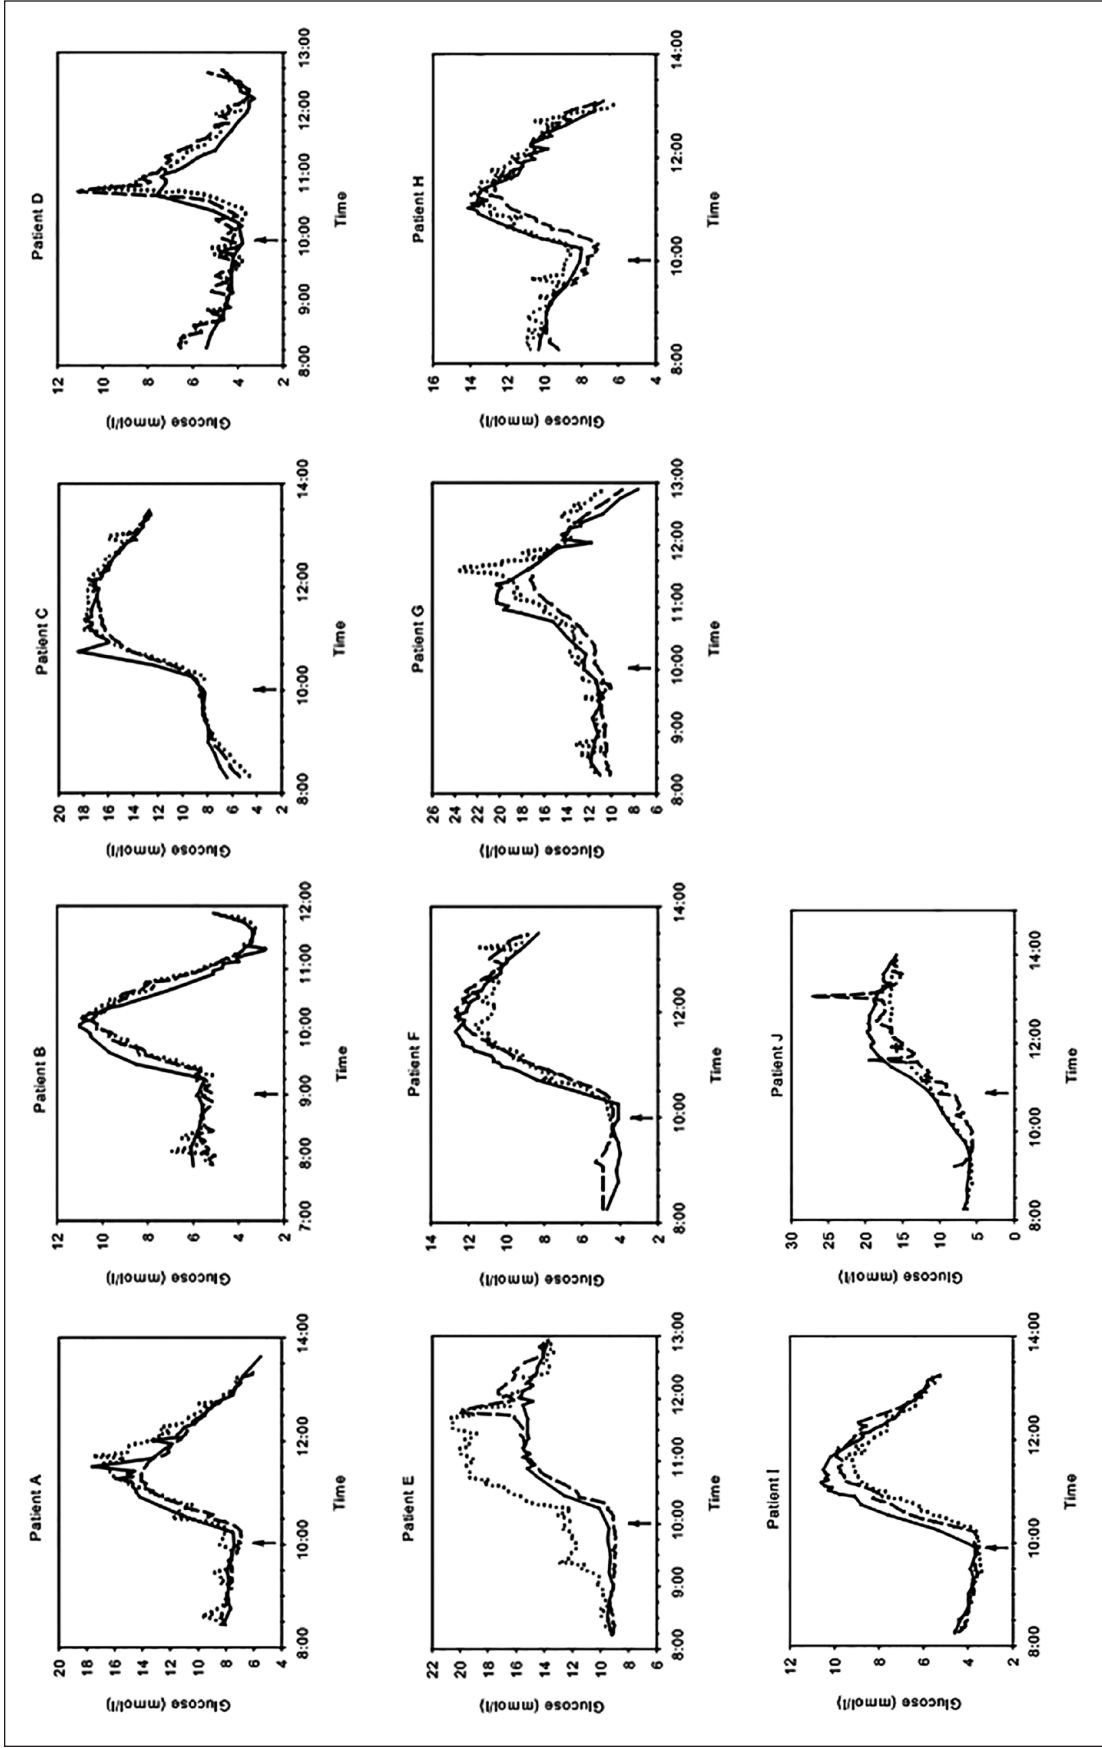 Patient A
Glucose (mmol/l)
20
18
16
14
12
10
8
6
4
8:00 10:00 12:00 14:00
Time
Patient B
Glucose (mmol/l)
12
10
8
6
4
2
7:00 8:00 9:00 10:00 11:00 12:00
Time
Patient C
Glucose (mmol/l)
20
18
16
14
12
10
8
6
4
2
8:00 10:00 12:00 14:00
Time
Patient D
Glucose (mmol/l)
12
10
8
6
4
2
8:00 9:00 10:00 11:00 12:00 13:00
Time
Patient E
Glucose (mmol/l)
22
20
18
16
14
12
10
8
6
8:00 9:00 10:00 11:00 12:00 13:00
Time
Patient F
Glucose (mmol/l)
14
12
10
8
6
4
2
8:00 10:00 12:00 14:00
Time
Patient G
Glucose (mmol/l)
26
24
22
20
18
16
14
12
10
8
6
8:00 9:00 10:00 11:00 12:00 13:00
Time
Patient H
Glucose (mmol/l)
16
14
12
10
8
6
4
8:00 10:00 12:00 14:00
Time
Patient I
Glucose (mmol/l)
12
10
8
6
4
2
8:00 10:00 12:00 14:00
Time
Patient J
Glucose (mmol/l)
30
25
20
15
10
5
0
8:00 10:00 12:00 14:00
Time